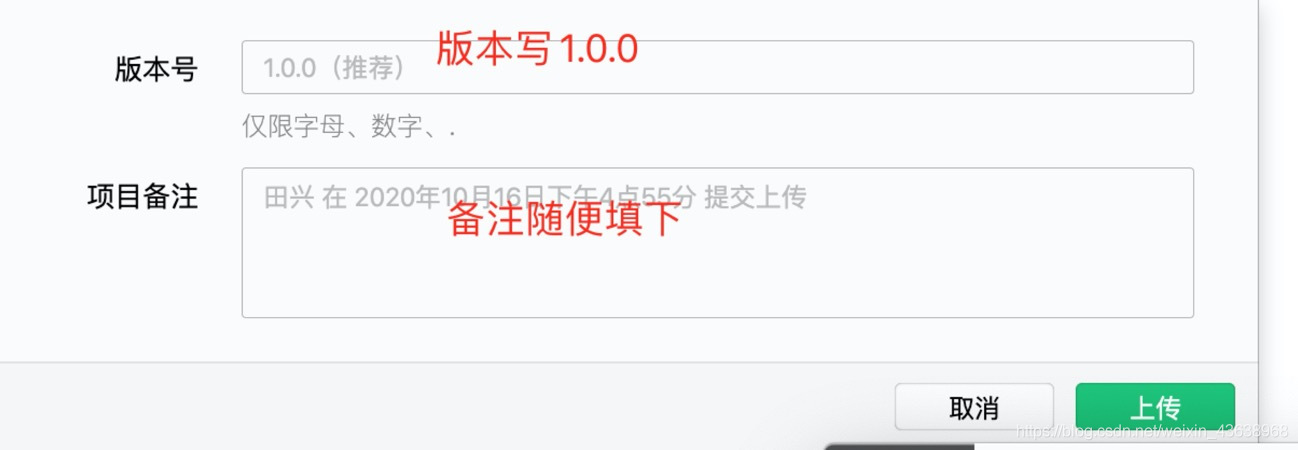 版本写1.0.0
版本号
1.0.0（推荐）
仅限字母、数字、.
项目备注
田兴 在 2020年10月16日下午4点55分 提交上传
备注随便填下
取消
上传
https://blog.csdn.net/weixin_43638968